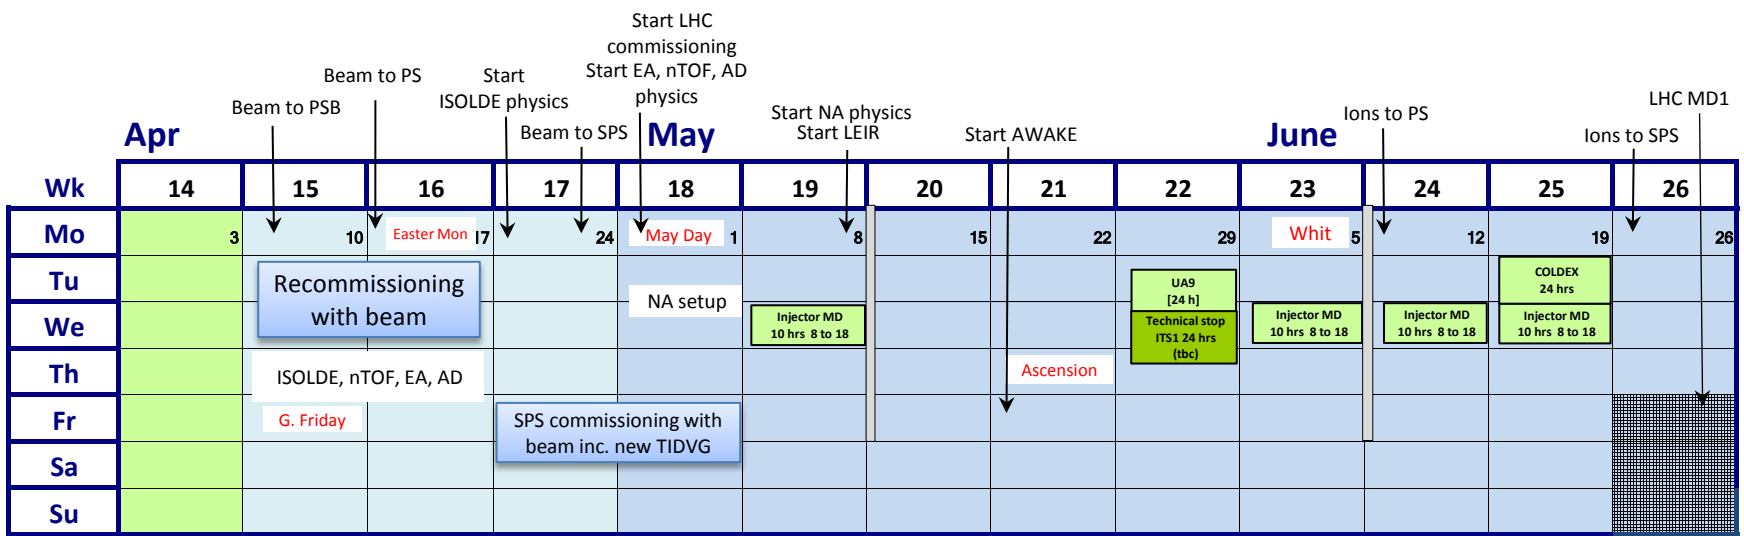 Start LHC
commissioning
Start EA, nTOF, AD
physics
Beam to PS
Start
ISOLDE physics
Beam to PSB
Beam to SPS
Start NA physics
Start LEIR
Start AWAKE
Ions to PS
Ions to SPS
LHC MD1
Apr May June
Wk 14 15 16 17 18 19 20 21 22 23 24 25 26
Mo 3 10 Easter Mon 17 24 May Day 1 8 15 22 29 Whit 5 12 19 26
Tu
We
Th
Fr
Sa
Su
Recommissioning
with beam
ISOLDE, nTOF, EA, AD
G. Friday
SPS commissioning with
beam inc. new TIDVG
NA setup
Injector MD
10 hrs 8 to 18
Ascension
UA9
[24 h]
Technical stop
ITS1 24 hrs
(tbc)
Injector MD
10 hrs 8 to 18
Injector MD
10 hrs 8 to 18
COLDEX
24 hrs
Injector MD
10 hrs 8 to 18